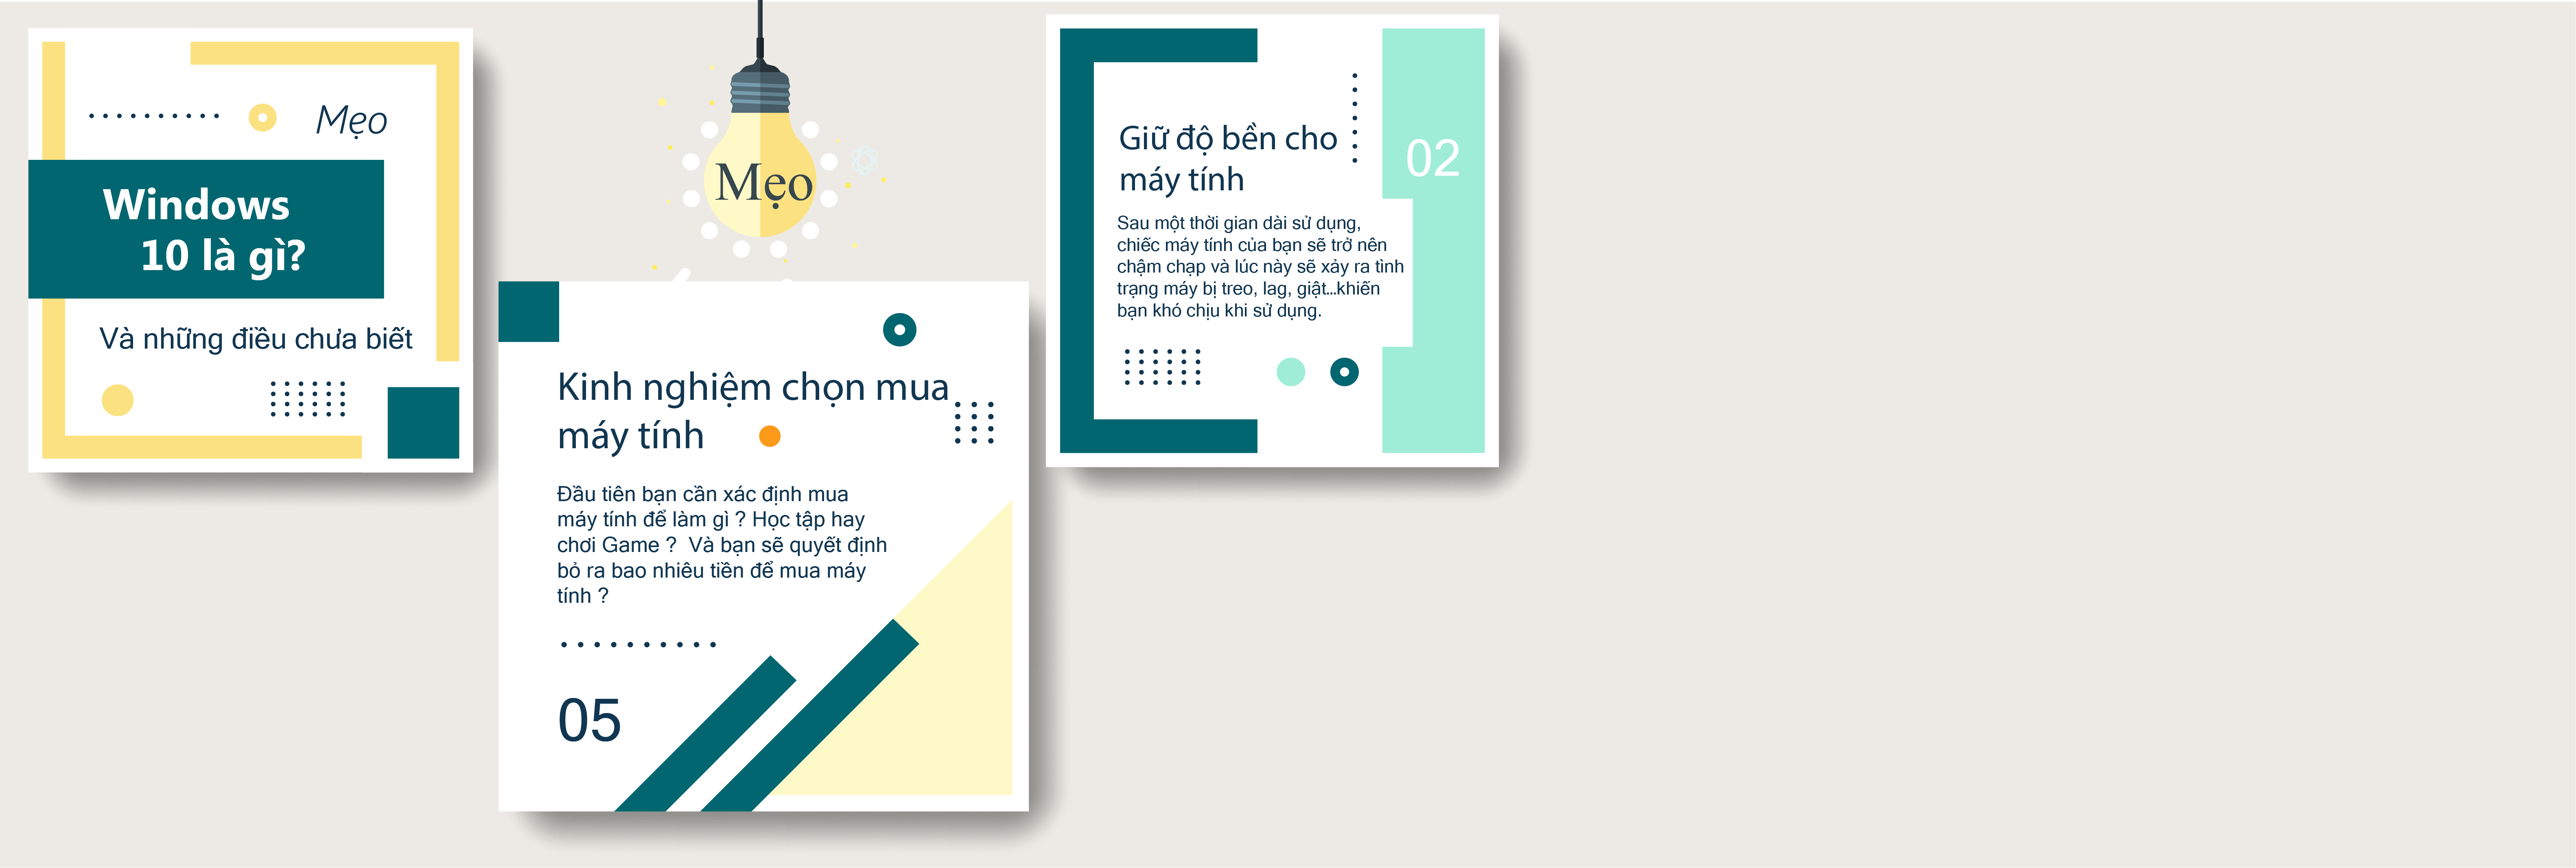 Mẹo
Windows
10 là gì?
Và những điều chưa biết
Mẹo
Kinh nghiệm chọn mua
máy tính
Đầu tiên bạn cần xác định mua
máy tính để làm gì ? Học tập hay
chơi Game ?  Và bạn sẽ quyết định
bỏ ra bao nhiêu tiền để mua máy
tính ?
05
Giữ độ bền cho
máy tính
02
Sau một thời gian dài sử dụng,
chiếc máy tính của bạn sẽ trở nên
chậm chạp và lúc này sẽ xảy ra tình
trạng máy bị treo, lag, giật...khiến
bạn khó chịu khi sử dụng.